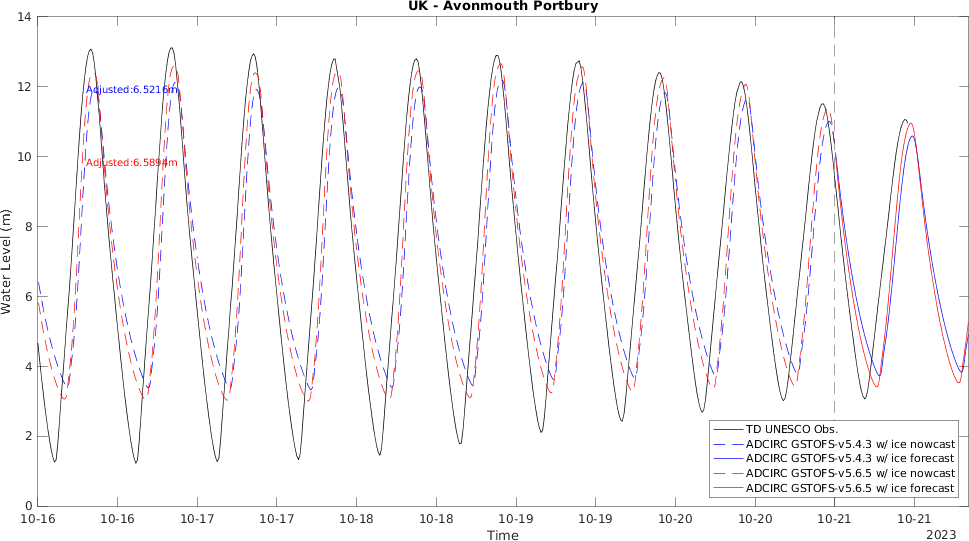 UK - Avonmouth Portbury
14
12
10
8
6
4
2
0
Water Level (m)
Adjusted:6.5216m
Adjusted:6.5894m
TD UNESCO Obs.
ADCIRC GSTOFS-v5.4.3 w/ ice nowcast
ADCIRC GSTOFS-v5.4.3 w/ ice forecast
ADCIRC GSTOFS-v5.6.5 w/ ice nowcast
ADCIRC GSTOFS-v5.6.5 w/ ice forecast
10-16 10-16 10-17 10-17 10-18 10-18 10-19 10-19 10-20 10-20 10-21 10-21
Time
2023